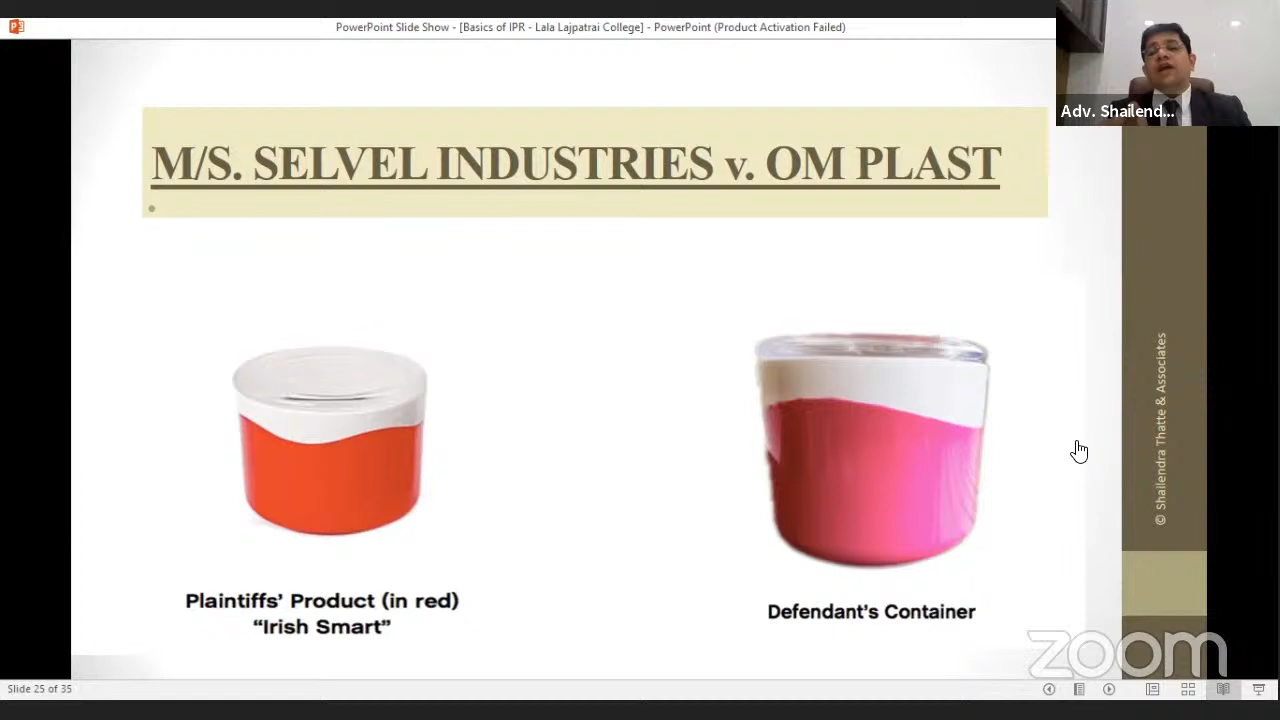 PowerPoint Slide Show - [Basics of IPR - Lala Lajpatrai College] - PowerPoint (Product Activation Failed)
Adv. Shailend...
M/S. SELVEL INDUSTRIES v. OM PLAST
© Shailendra Thatte & Associates
Plaintiffs' Product (in red)
“Irish Smart”
Defendant's Container
zoom
Slide 25 of 35